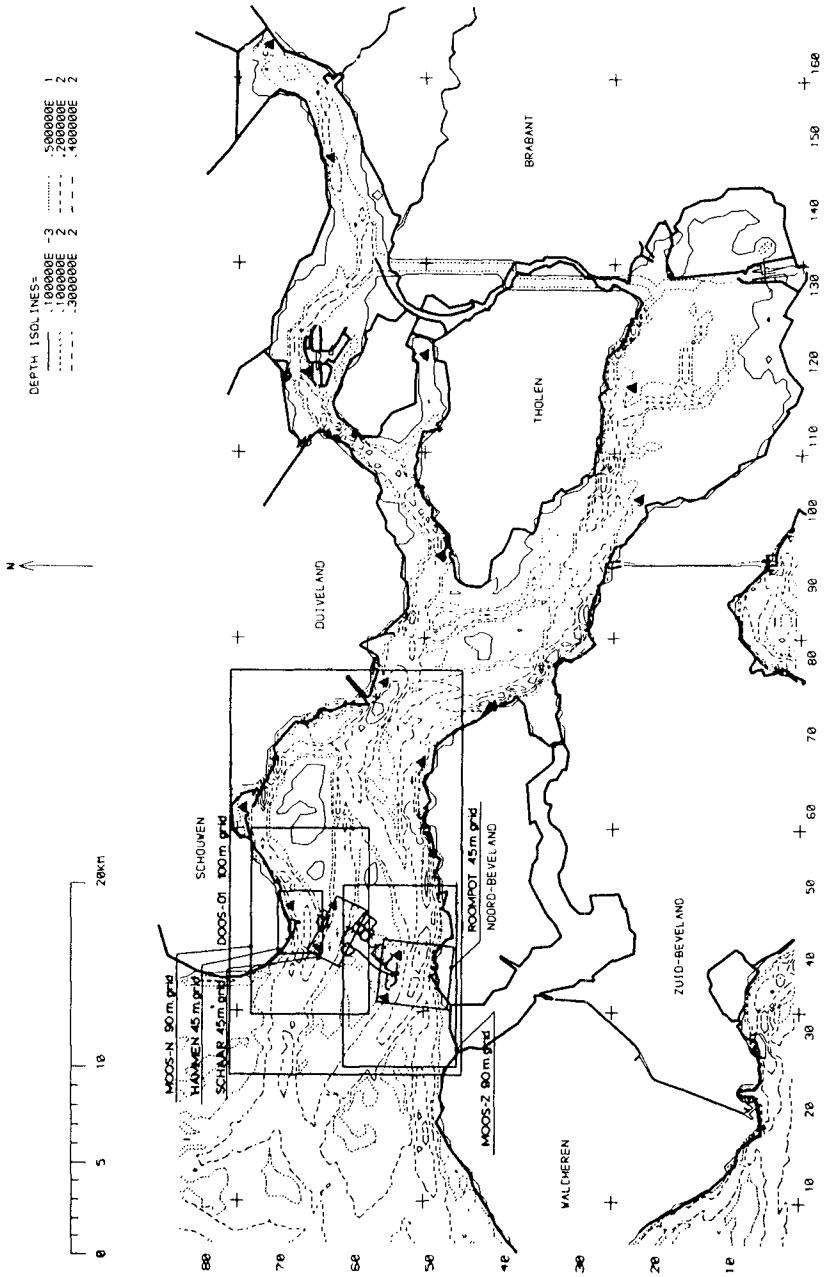 DEPTH ISOLINES=
.100000E -3 .500000E 1
.100000E 2 .200000E 2
.300000E 2 .400000E 2
N
0 5 10 20KM
MOOS-N 90 m grid
HAMMEN 45 m grid
SCHAAR 45 m grid
DOOS-01 100 m grid
SCHOUWEN
DUIVELAND
BRABANT
THOLEN
ROOMPOT 45 m grid
NOORD-BEVELAND
MOOS-Z 90 m grid
WALCHEREN
ZUID-BEVELAND
80
70
60
50
40
30
20
10
10 20 30 40 50 60 70 80 90 100 110 120 130 140 150 160